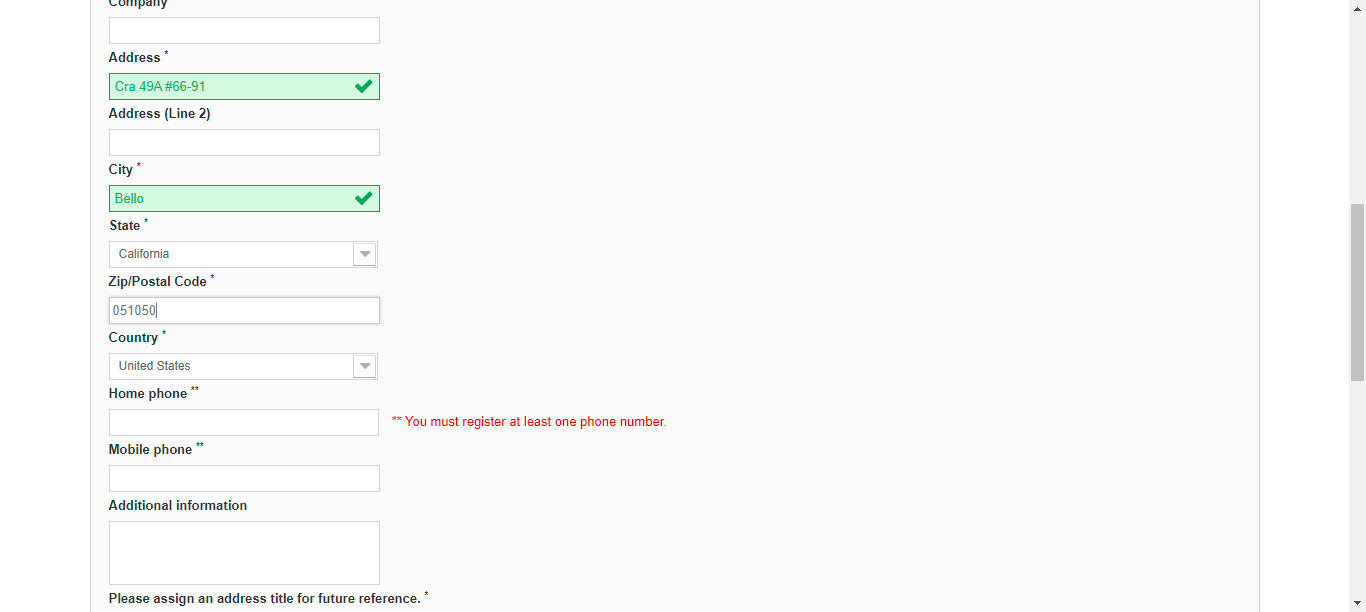 Company
Address *
Cra 49A #66-91
Address (Line 2)
City *
Bello
State *
California
Zip/Postal Code *
051050
Country *
United States
Home phone **
** You must register at least one phone number.
Mobile phone **
Additional information
Please assign an address title for future reference. *